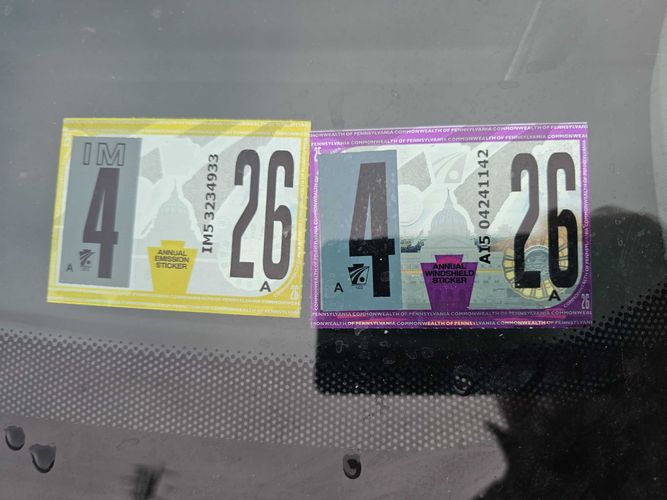 IM
4
A
ANNUAL
EMISSION
STICKER
IM5 3234933
26
A
26
COMMONWEALTH OF PENNSYLVANIA COMMONWEALTH OF PENNSYLVANIA COMMONWEALTH
25
4
A
ANNUAL
WINDSHIELD
STICKER
AI5 04241142
26
A
26
COMMONWEALTH OF PENNSYLVANIA COMMONWEALTH OF PENNSYLVANIA COMMONWEALTH